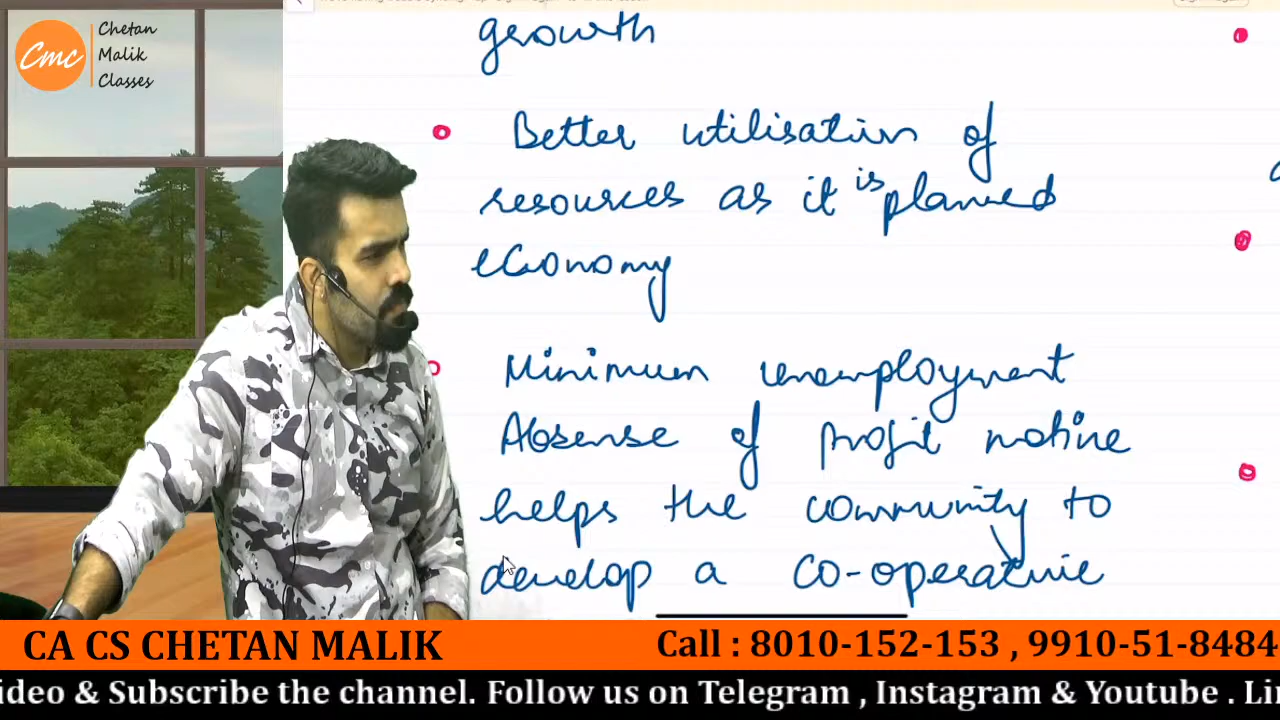 Cmc
Chetan
Malik
Classes
growth
Better utilisation of
resources as it is planned
economy
Minimum unemployment
Absense of profit motive
helps the community to
develop a co-operative
CA CS CHETAN MALIK
Call : 8010-152-153 , 9910-51-8484
ideo & Subscribe the channel. Follow us on Telegram , Instagram & Youtube . Li